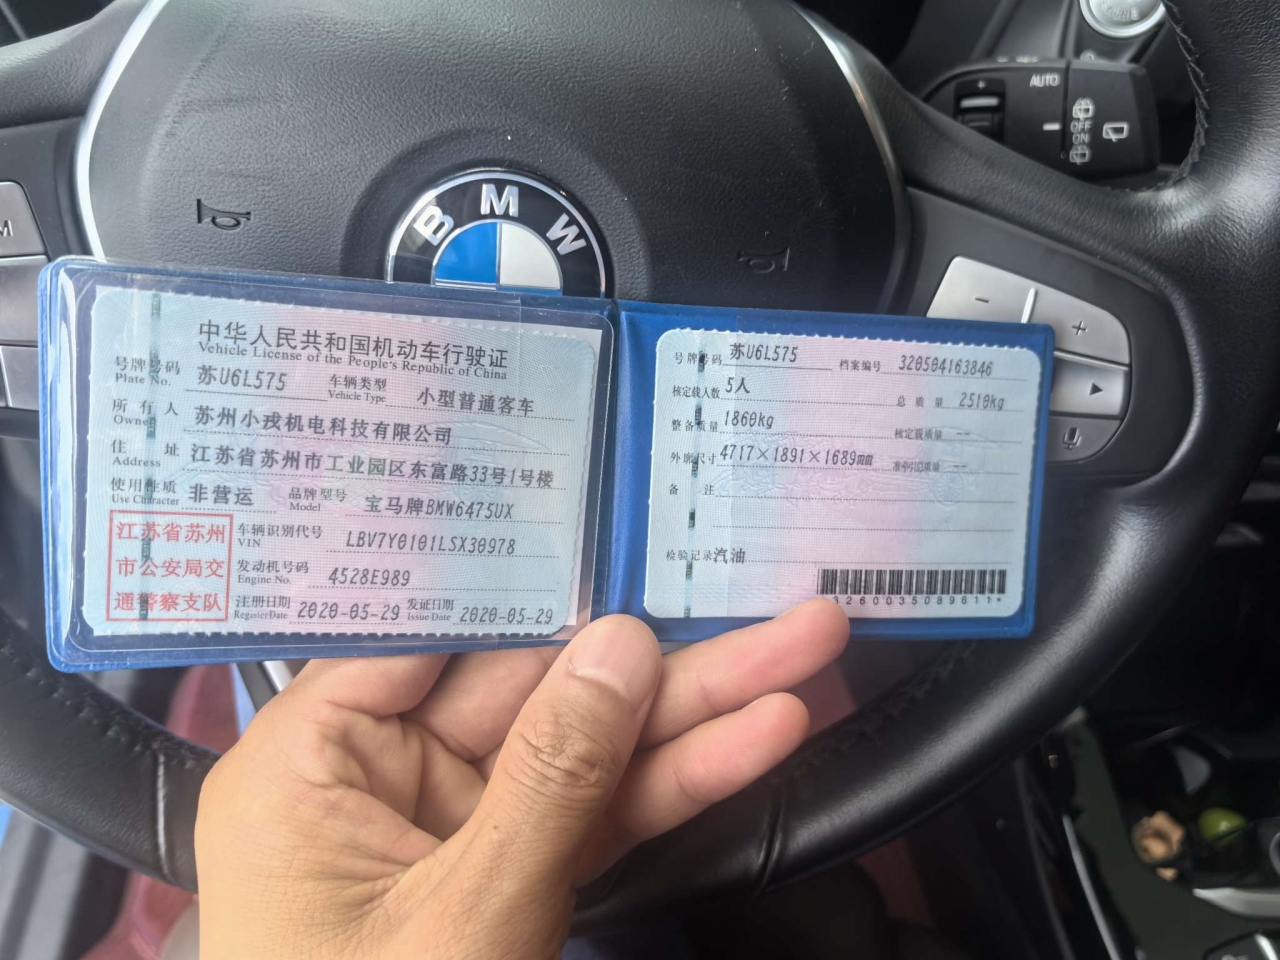 BMW
AUTO
OFF
ON
M
中华人民共和国机动车行驶证
Vehicle License of the People's Republic of China
号牌号码 苏U6L575 车辆类型 小型普通客车
Plate No. Vehicle Type
所有人 苏州小戎机电科技有限公司
Owner
住址 江苏省苏州市工业园区东富路33号1号楼
Address
使用性质 非营运 品牌型号 宝马牌BMW6475UX
Use Character Model
江苏省苏州
市公安局交
通警察支队
车辆识别代号 LBV7Y0101LSX30978
VIN
发动机号码 4528E989
Engine No.
注册日期 2020-05-29 发证日期 2020-05-29
Register Date Issue Date
号牌号码 苏U6L575 档案编号 320504163846
核定载人数 5人 总质量 2510kg
整备质量 1860kg 核定载质量 --
外廓尺寸 4717×1891×1689mm 准牵引总质量 --
备注
检验记录 汽油
3260035089611*